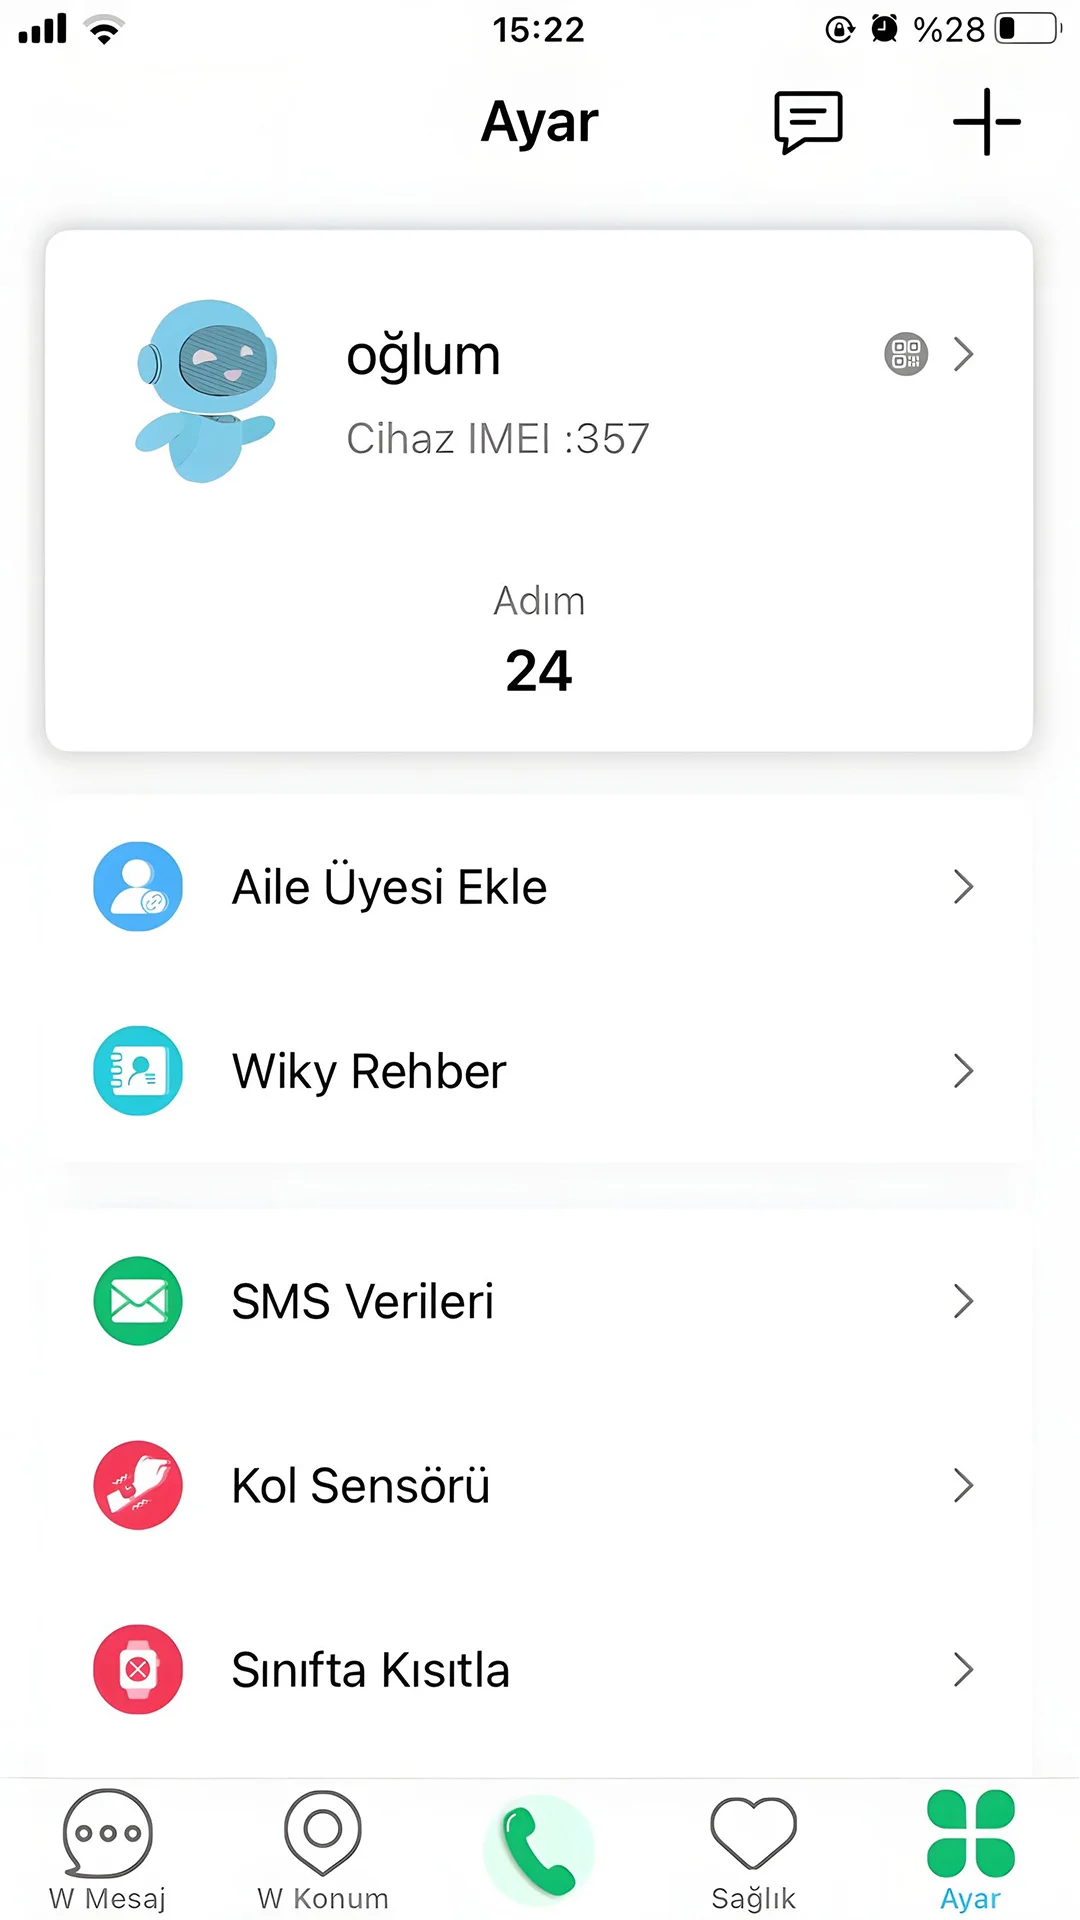 15:22
%28
Ayar
oğlum
Cihaz IMEI :357
Adım
24
Aile Üyesi Ekle
Wiky Rehber
SMS Verileri
Kol Sensörü
Sınıfta Kısıtla
W Mesaj
W Konum
Sağlık
Ayar